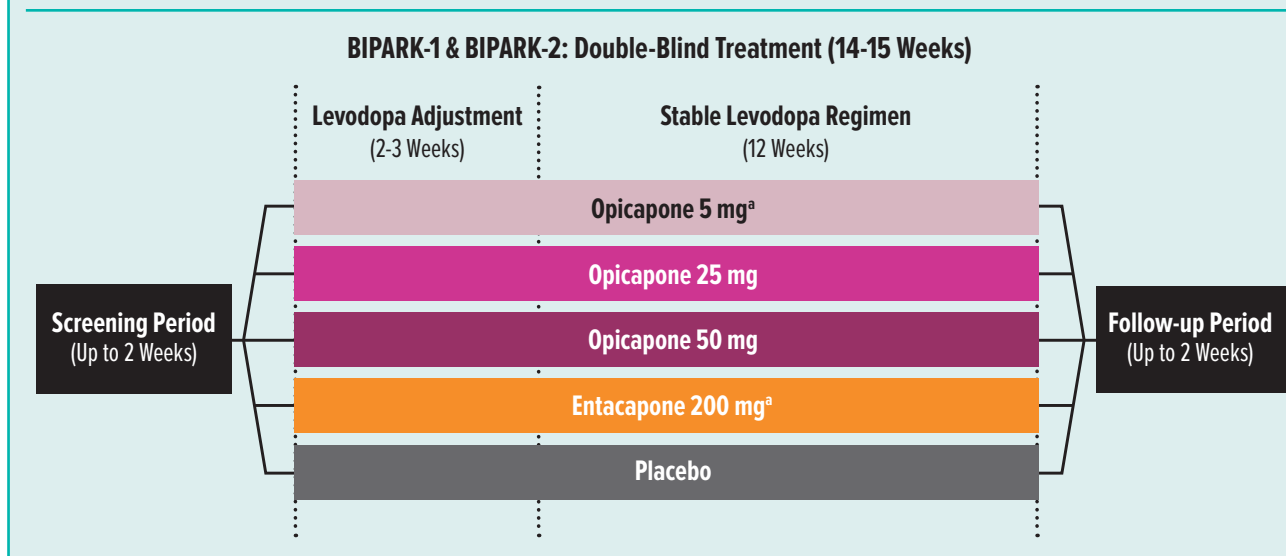 BIPARK-1 & BIPARK-2: Double-Blind Treatment (14-15 Weeks)
Levodopa Adjustment
(2-3 Weeks)
Stable Levodopa Regimen
(12 Weeks)
Opicapone 5 mgᵃ
Opicapone 25 mg
Opicapone 50 mg
Entacapone 200 mgᵃ
Placebo
Screening Period
(Up to 2 Weeks)
Follow-up Period
(Up to 2 Weeks)